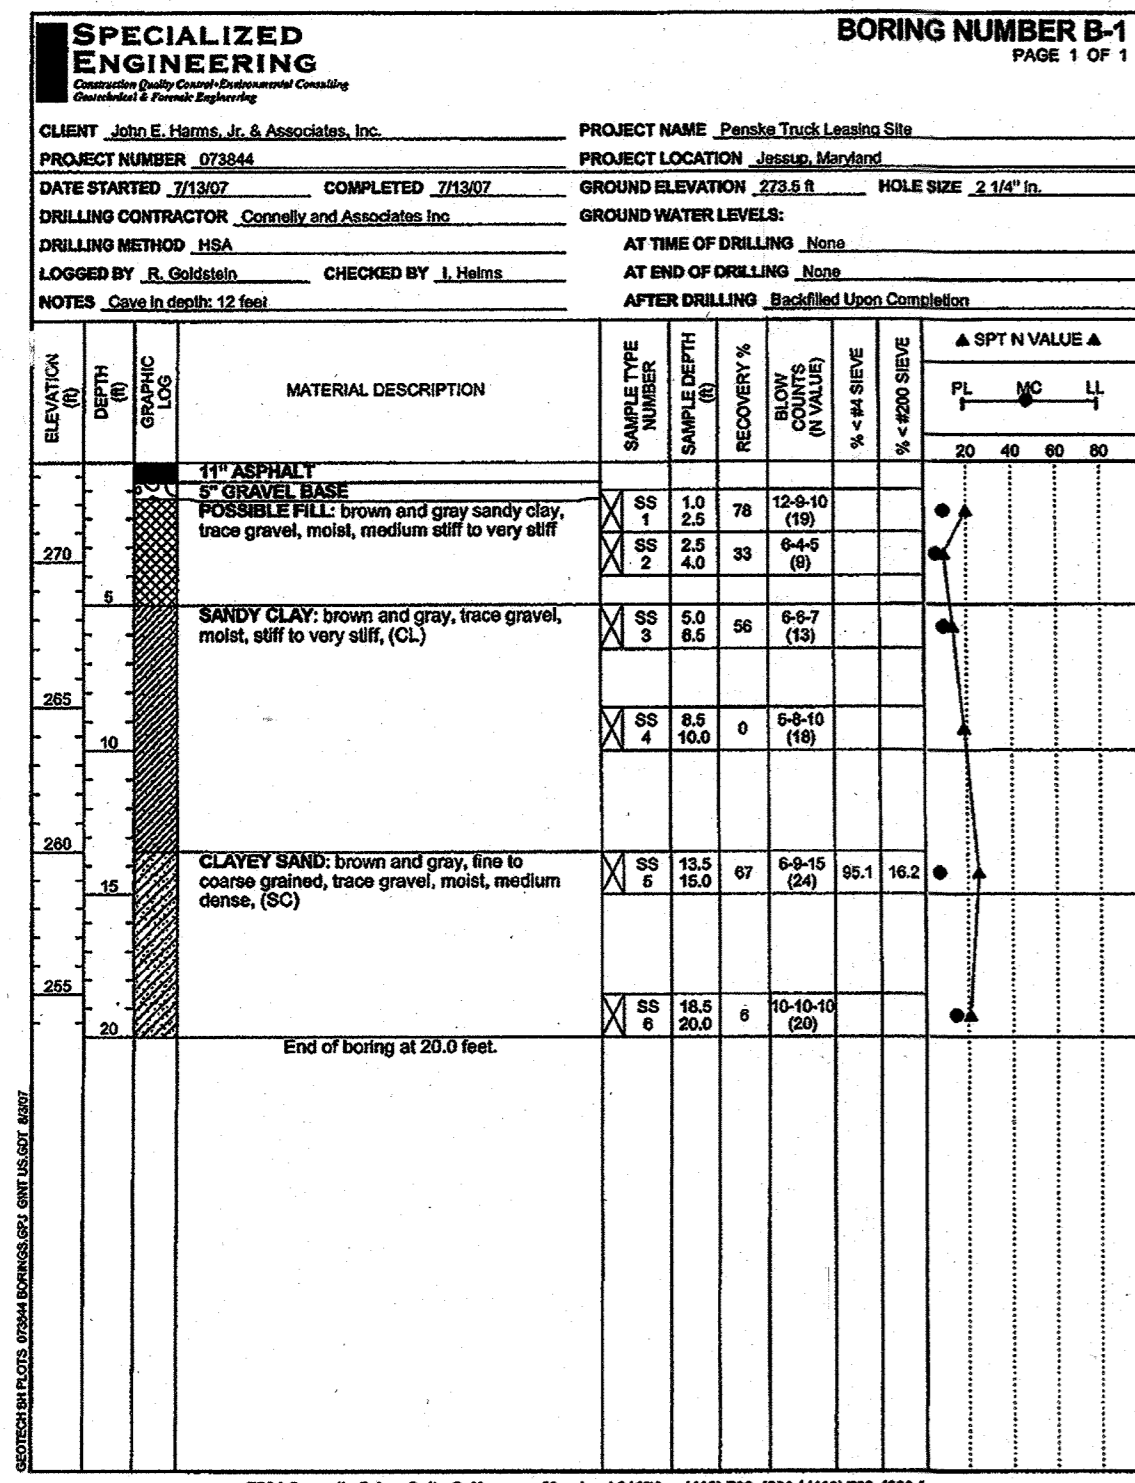 SPECIALIZED
ENGINEERING
Construction Quality Control•Environmental Consulting
Geotechnical & Forensic Engineering
BORING NUMBER B-1
PAGE 1 OF 1
CLIENT John E. Harms, Jr. & Associates, Inc.
PROJECT NAME Penske Truck Leasing Site
PROJECT NUMBER 073844
PROJECT LOCATION Jessup, Maryland
DATE STARTED 7/13/07 COMPLETED 7/13/07
GROUND ELEVATION 273.5 ft HOLE SIZE 2 1/4" in.
DRILLING CONTRACTOR Connelly and Associates Inc
GROUND WATER LEVELS:
DRILLING METHOD HSA
AT TIME OF DRILLING None
LOGGED BY R. Goldstein CHECKED BY I. Helms
AT END OF DRILLING None
NOTES Cave in depth: 12 feet
AFTER DRILLING Backfilled Upon Completion
ELEVATION (ft)
DEPTH (ft)
GRAPHIC LOG
MATERIAL DESCRIPTION
SAMPLE TYPE NUMBER
SAMPLE DEPTH (ft)
RECOVERY %
BLOW COUNTS (N VALUE)
% < #4 SIEVE
% < #200 SIEVE
▲ SPT N VALUE ▲
PL MC LL
20 40 60 80
11" ASPHALT
5" GRAVEL BASE
POSSIBLE FILL: brown and gray sandy clay,
trace gravel, moist, medium stiff to very stiff
SS 1 1.0 2.5 78 12-9-10 (19)
270
SS 2 2.5 4.0 33 6-4-5 (9)
5
SANDY CLAY: brown and gray, trace gravel,
moist, stiff to very stiff, (CL)
SS 3 5.0 6.5 56 6-6-7 (13)
265
SS 4 8.5 10.0 0 5-8-10 (18)
10
260
CLAYEY SAND: brown and gray, fine to
coarse grained, trace gravel, moist, medium
dense, (SC)
SS 5 13.5 15.0 67 6-9-15 (24) 95.1 16.2
15
255
SS 6 18.5 20.0 6 10-10-10 (20)
20
End of boring at 20.0 feet.
GEOTECH BH PLOTS 073844 BORINGS.GPJ GINT US.GDT 8/3/07